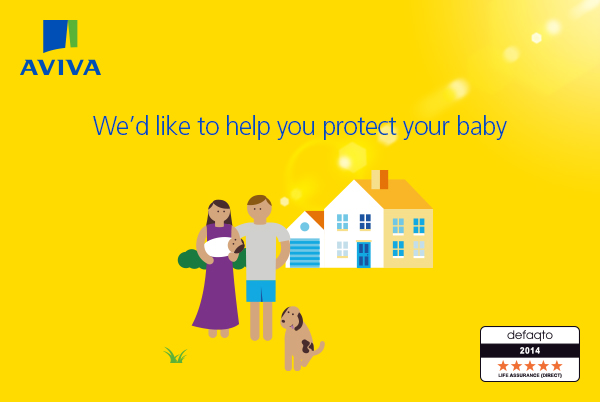 AVIVA
We'd like to help you protect your baby
defaqto
2014
LIFE ASSURANCE (DIRECT)